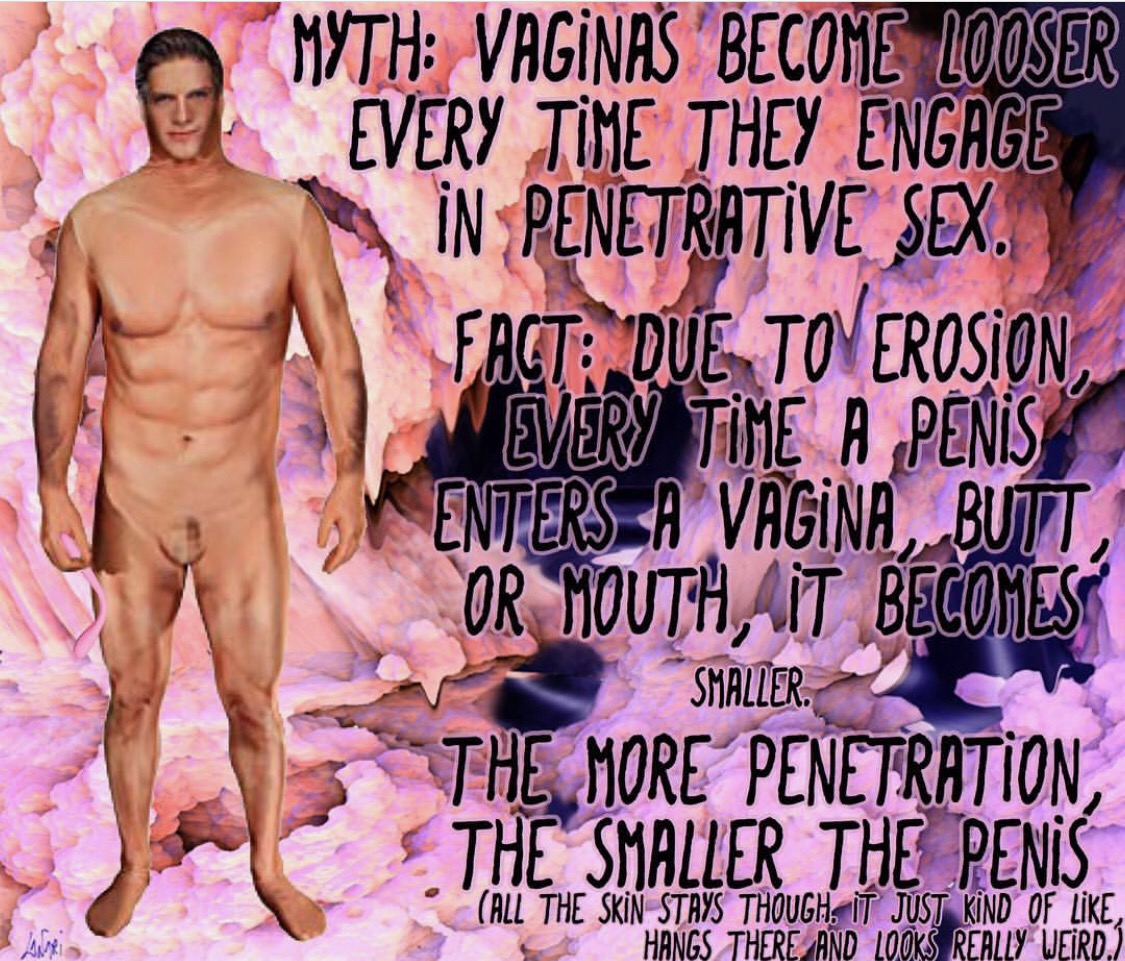 MYTH: VAGiNAS BECOME LOOSER
EVERY TiME THEY ENGAGE
iN PENETRATiVE SEX.
FACT: DUE TO EROSiON,
EVERY TiME A PENiS
ENTERS A VAGiNA, BUTT,
OR MOUTH, iT BECOMES
SMALLER.
THE MORE PENETRATiON,
THE SMALLER THE PENiS
(ALL THE SKiN STAYS THOUGH. iT JUST KiND OF LiKE,
HANGS THERE AND LOOKS REALLY WEiRD.)